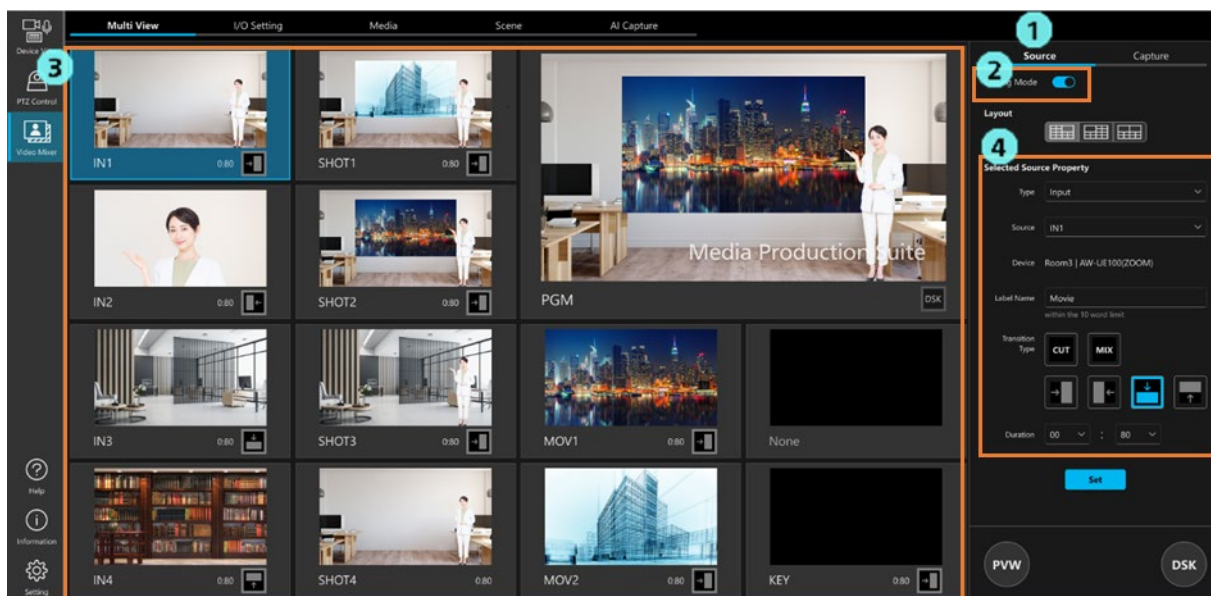 Multi View
I/O Setting
Media
Scene
AI Capture
1
Source
Capture
Device
3
2
Mode
PTZ Control
Video Mixer
Layout
4
IN1 0:80
SHOT1 0:80
Selected Source Property
Type Input
Source IN1
Media Production Suite
Device Room3 | AW-UE100(ZOOM)
IN2 0:80
SHOT2 0:80
PGM
DSK
Label Name Movie
within the 10 word limit
Transition
Type CUT MIX
IN3 0:80
SHOT3 0:80
MOV1 0:80
None
Duration 00 : 80
Help
Set
Information
IN4 0:80
SHOT4 0:80
MOV2 0:80
KEY 0:80
PVW
DSK
Setting